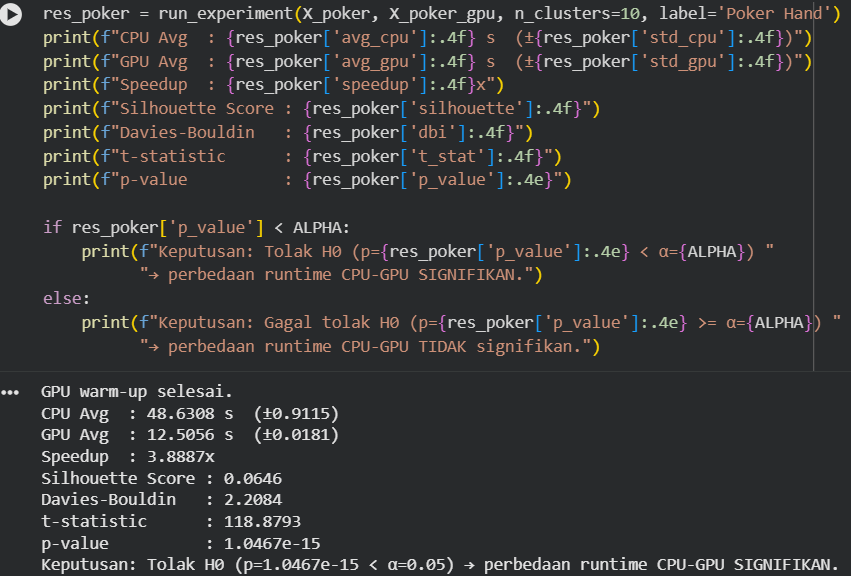 res_poker = run_experiment(X_poker, X_poker_gpu, n_clusters=10, label='Poker Hand')
print(f"CPU Avg  : {res_poker['avg_cpu']:.4f} s  (±{res_poker['std_cpu']:.4f})")
print(f"GPU Avg  : {res_poker['avg_gpu']:.4f} s  (±{res_poker['std_gpu']:.4f})")
print(f"Speedup  : {res_poker['speedup']:.4f}x")
print(f"Silhouette Score : {res_poker['silhouette']:.4f}")
print(f"Davies-Bouldin   : {res_poker['dbi']:.4f}")
print(f"t-statistic      : {res_poker['t_stat']:.4f}")
print(f"p-value          : {res_poker['p_value']:.4e}")
if res_poker['p_value'] < ALPHA:
    print(f"Keputusan: Tolak H0 (p={res_poker['p_value']:.4e} < α={ALPHA}) "
          "→ perbedaan runtime CPU-GPU SIGNIFIKAN.")
else:
    print(f"Keputusan: Gagal tolak H0 (p={res_poker['p_value']:.4e} >= α={ALPHA}) "
          "→ perbedaan runtime CPU-GPU TIDAK signifikan.")
GPU warm-up selesai.
CPU Avg  : 48.6308 s  (±0.9115)
GPU Avg  : 12.5056 s  (±0.0181)
Speedup  : 3.8887x
Silhouette Score : 0.0646
Davies-Bouldin   : 2.2084
t-statistic      : 118.8793
p-value          : 1.0467e-15
Keputusan: Tolak H0 (p=1.0467e-15 < α=0.05) → perbedaan runtime CPU-GPU SIGNIFIKAN.